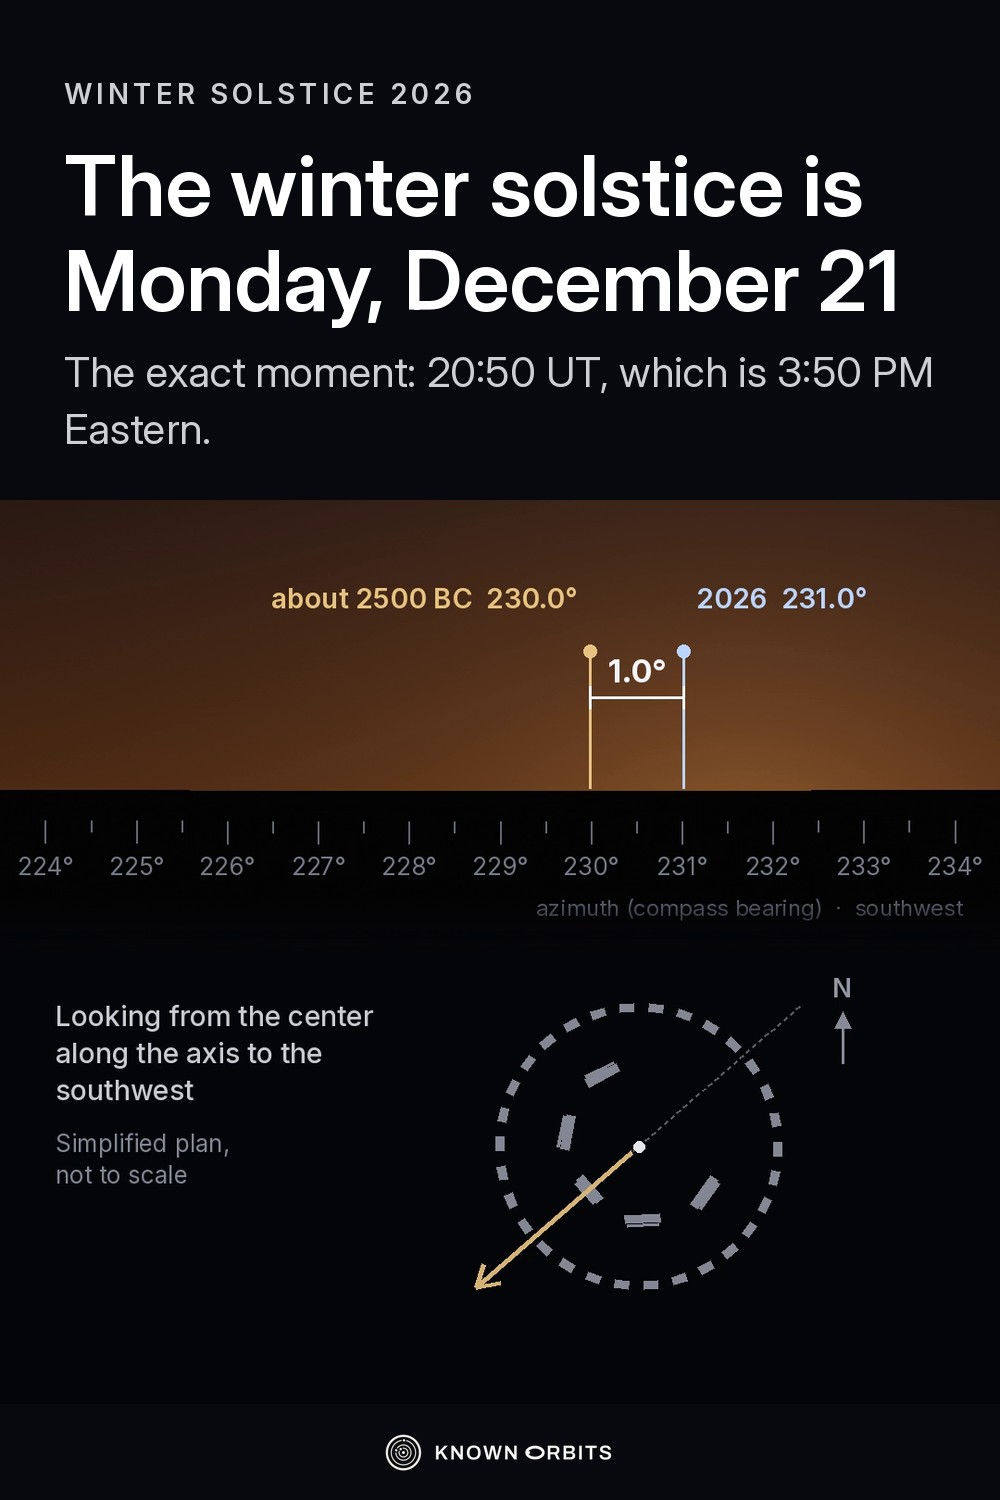 WINTER SOLSTICE 2026
The winter solstice is
Monday, December 21
The exact moment: 20:50 UT, which is 3:50 PM
Eastern.
about 2500 BC 230.0°
2026 231.0°
1.0°
224° 225° 226° 227° 228° 229° 230° 231° 232° 233° 234°
azimuth (compass bearing) · southwest
N
Looking from the center
along the axis to the
southwest
Simplified plan,
not to scale
KNOWN ORBITS